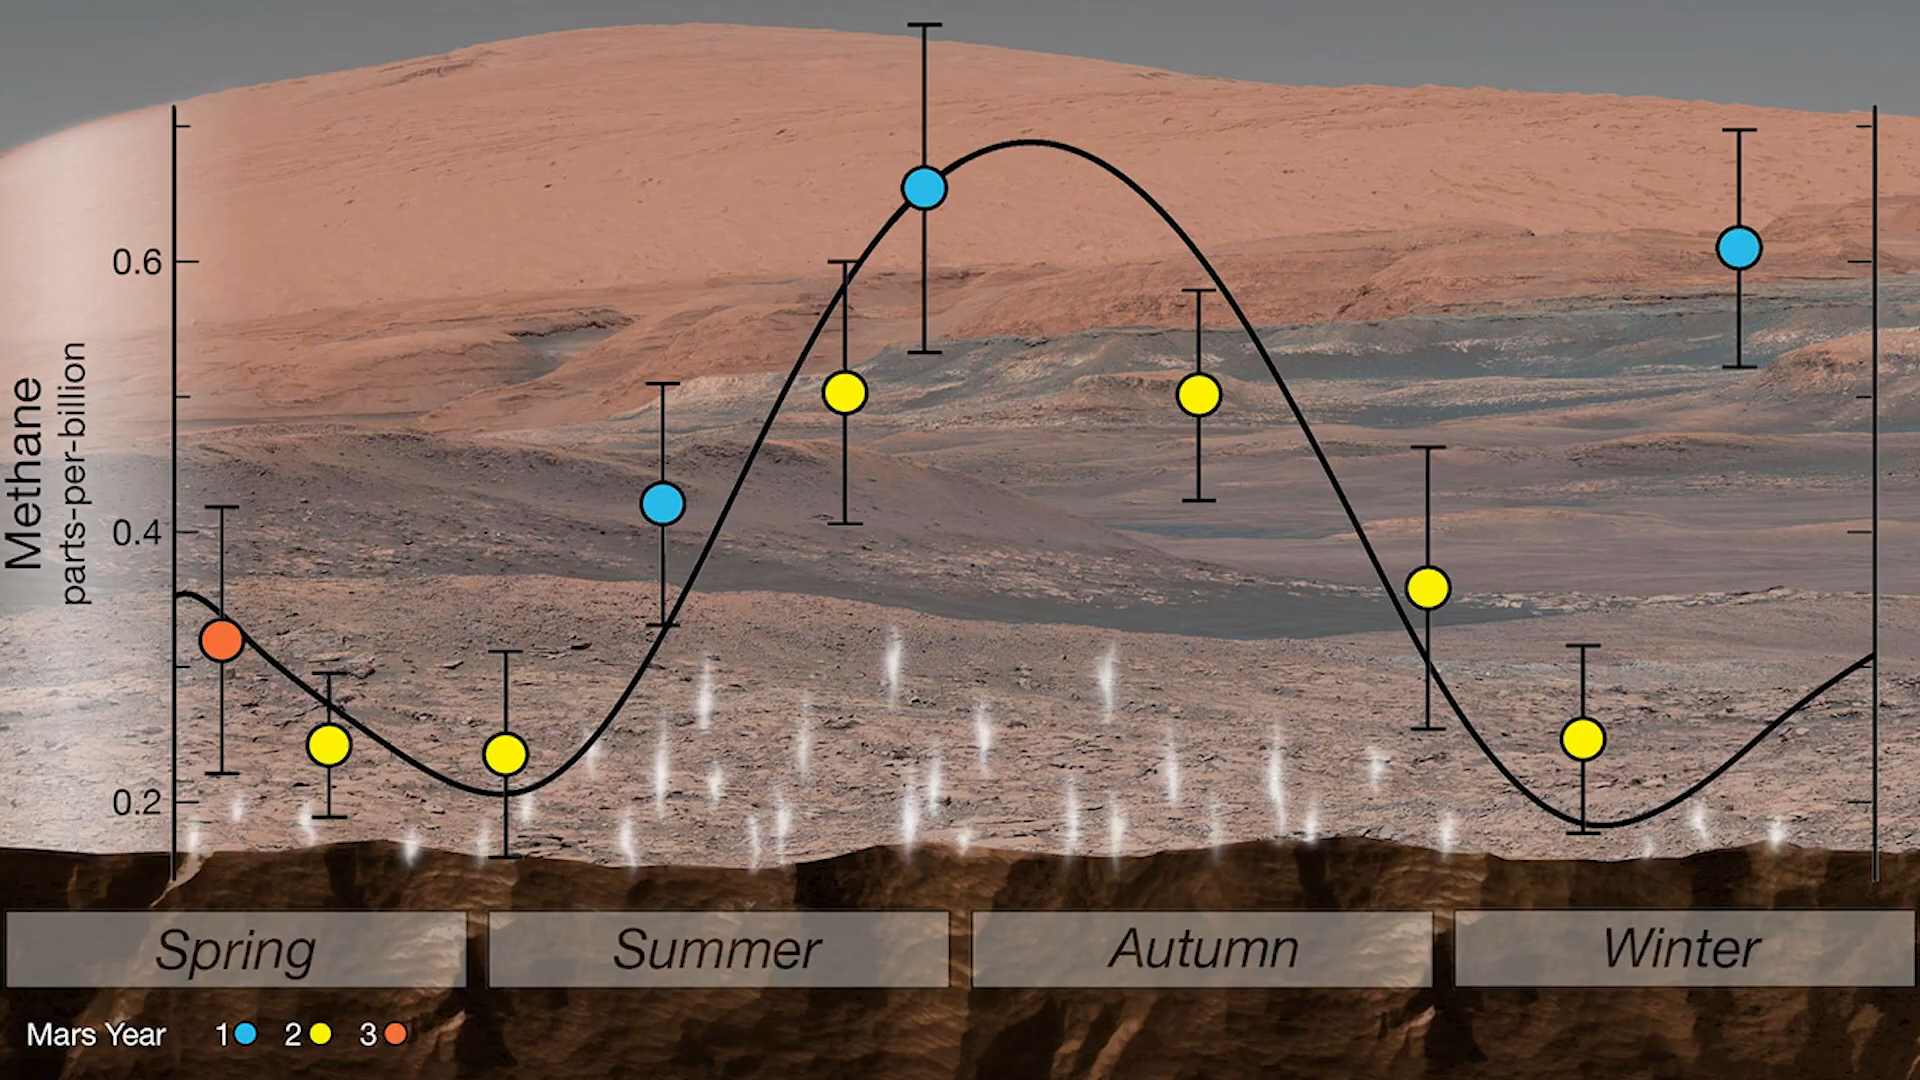 0.6
0.4
0.2
Methane
parts-per-billion
Spring Summer Autumn Winter
Mars Year 1 2 3